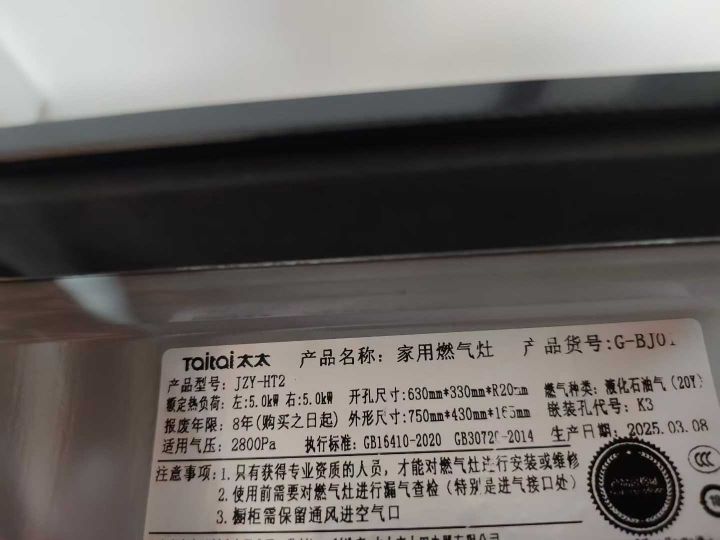 Taitai 太太 产品名称：家用燃气灶 产品货号：G-BJ01
产品型号：JZY-HT2
额定热负荷：左：5.0kW 右：5.0kW 开孔尺寸：630mm*330mm*R20mm 燃气种类：液化石油气（20Y）
报废年限：8年（购买之日起） 外形尺寸：750mm*430mm*165mm 嵌装孔代号：K3
适用气压：2800Pa 执行标准：GB16410-2020 GB30720-2014 生产日期：2025.03.08
注意事项：1.只有获得专业资质的人员，才能对燃气灶进行安装或维修
2.使用前需要对燃气灶进行漏气查检（特别是进气接口处）
3.橱柜需保留通风进空气口
CCC